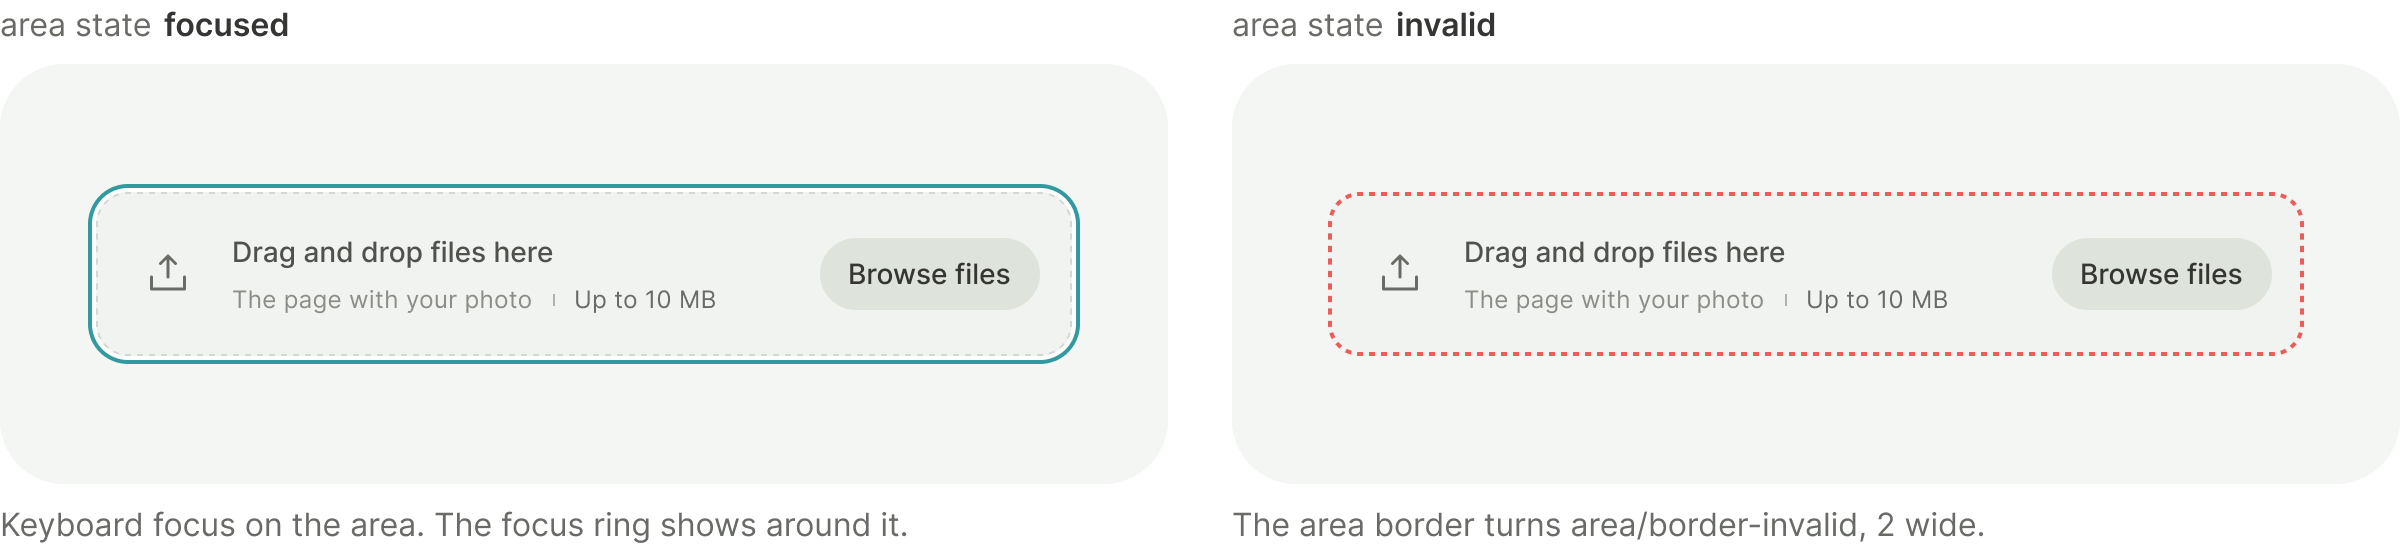 area state focused
Drag and drop files here
The page with your photo Up to 10 MB
Browse files
Keyboard focus on the area. The focus ring shows around it.
area state invalid
Drag and drop files here
The page with your photo Up to 10 MB
Browse files
The area border turns area/border-invalid, 2 wide.